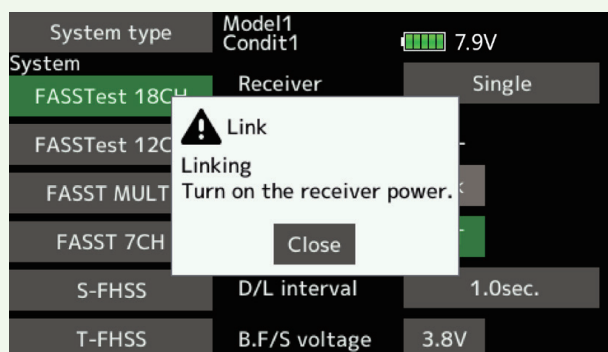 System type
Model1
Condit1
7.9V
System
Receiver
Single
FASSTest 18CH
Link
FASSTest 12C
Linking
Turn on the receiver power.
FASST MULT
FASST 7CH
Close
S-FHSS
D/L interval
1.0sec.
T-FHSS
B.F/S voltage
3.8V